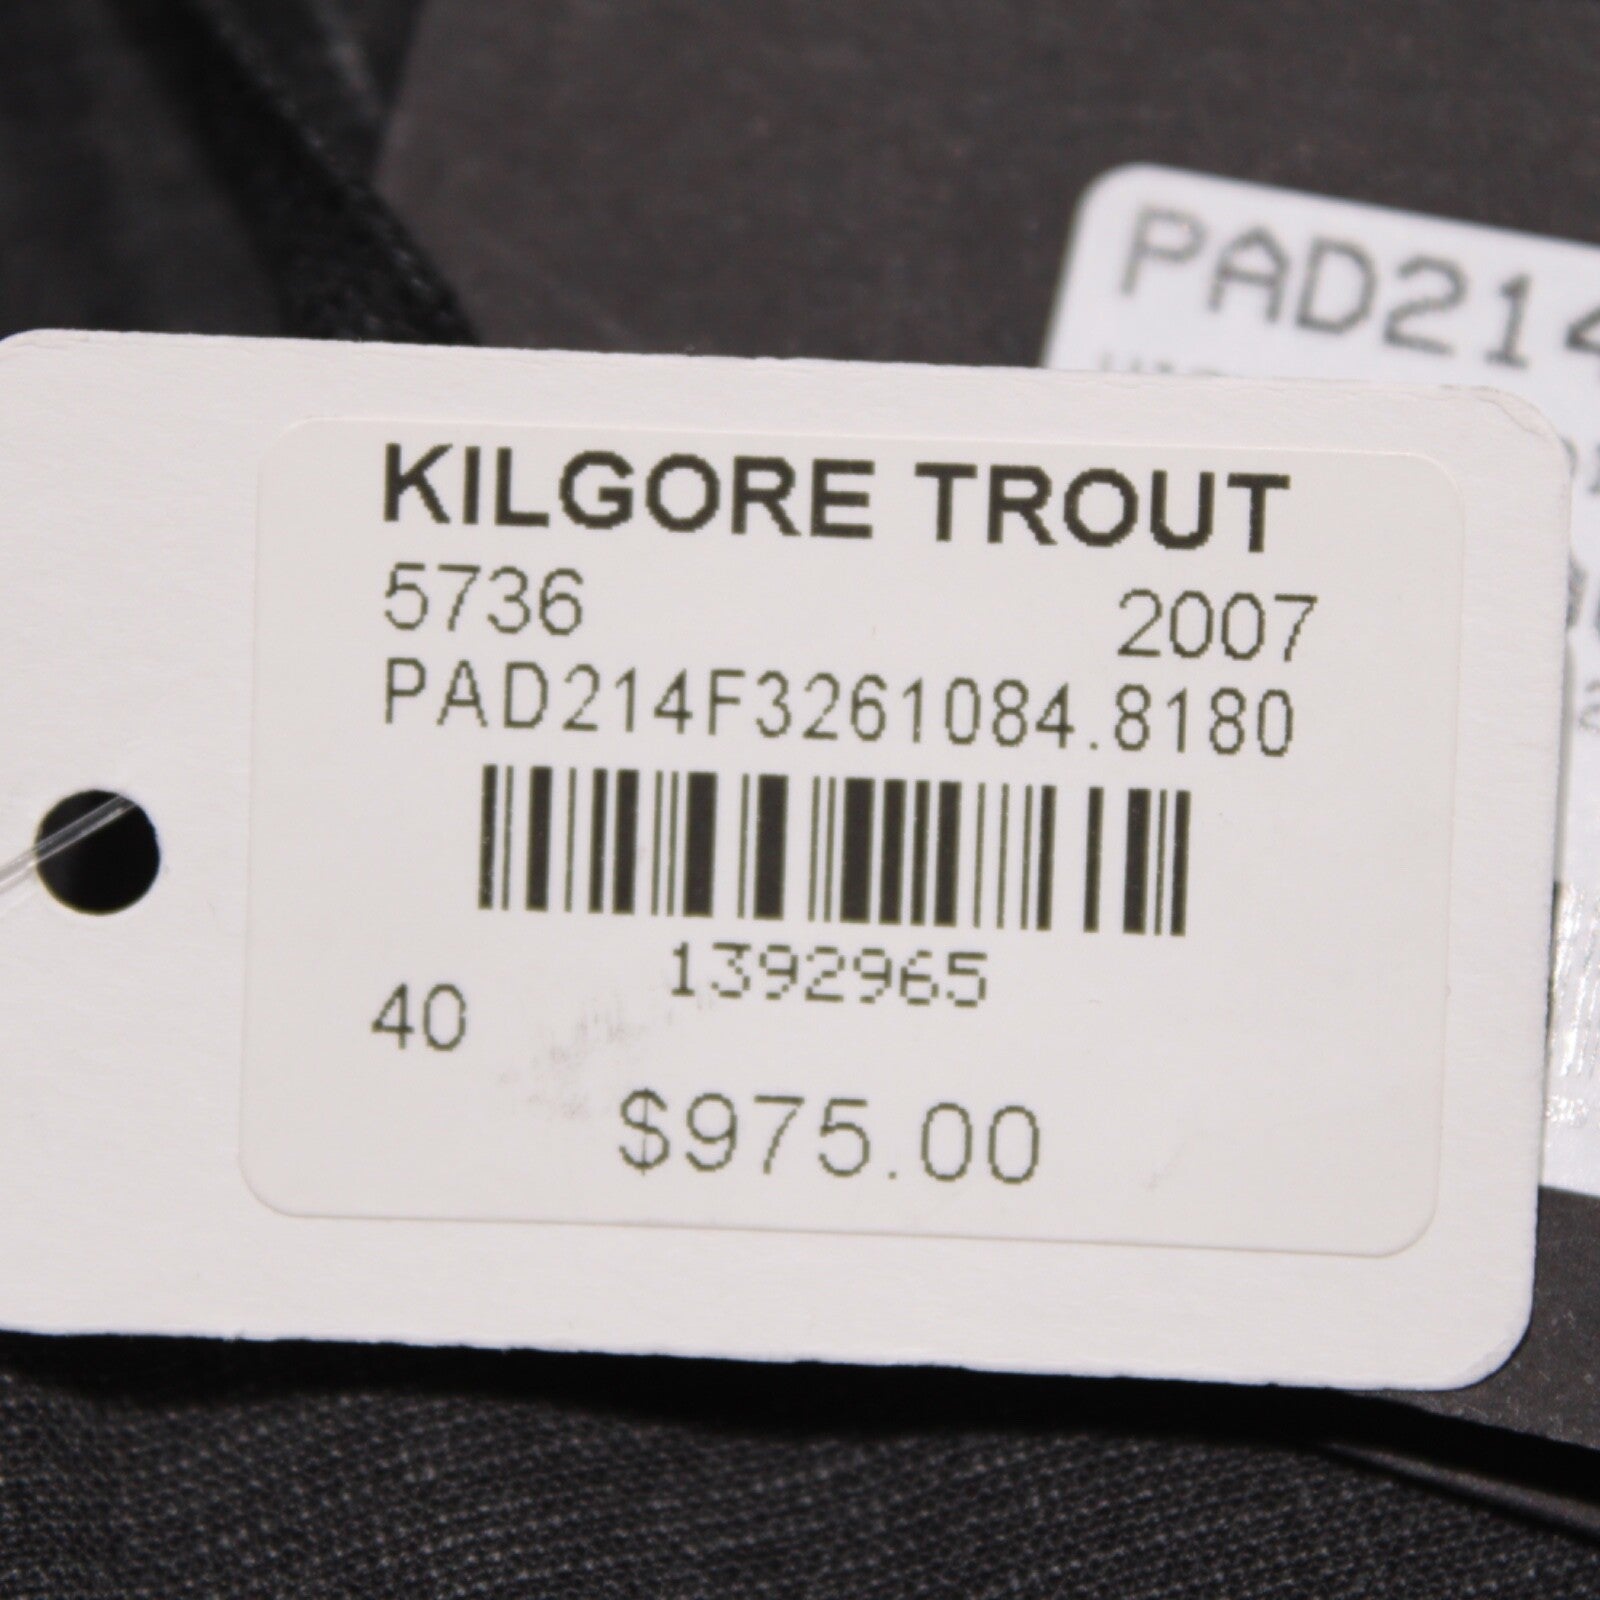 KILGORE TROUT
5736 2007
PAD214F3261084.8180
1392965
40
$975.00
PAD214